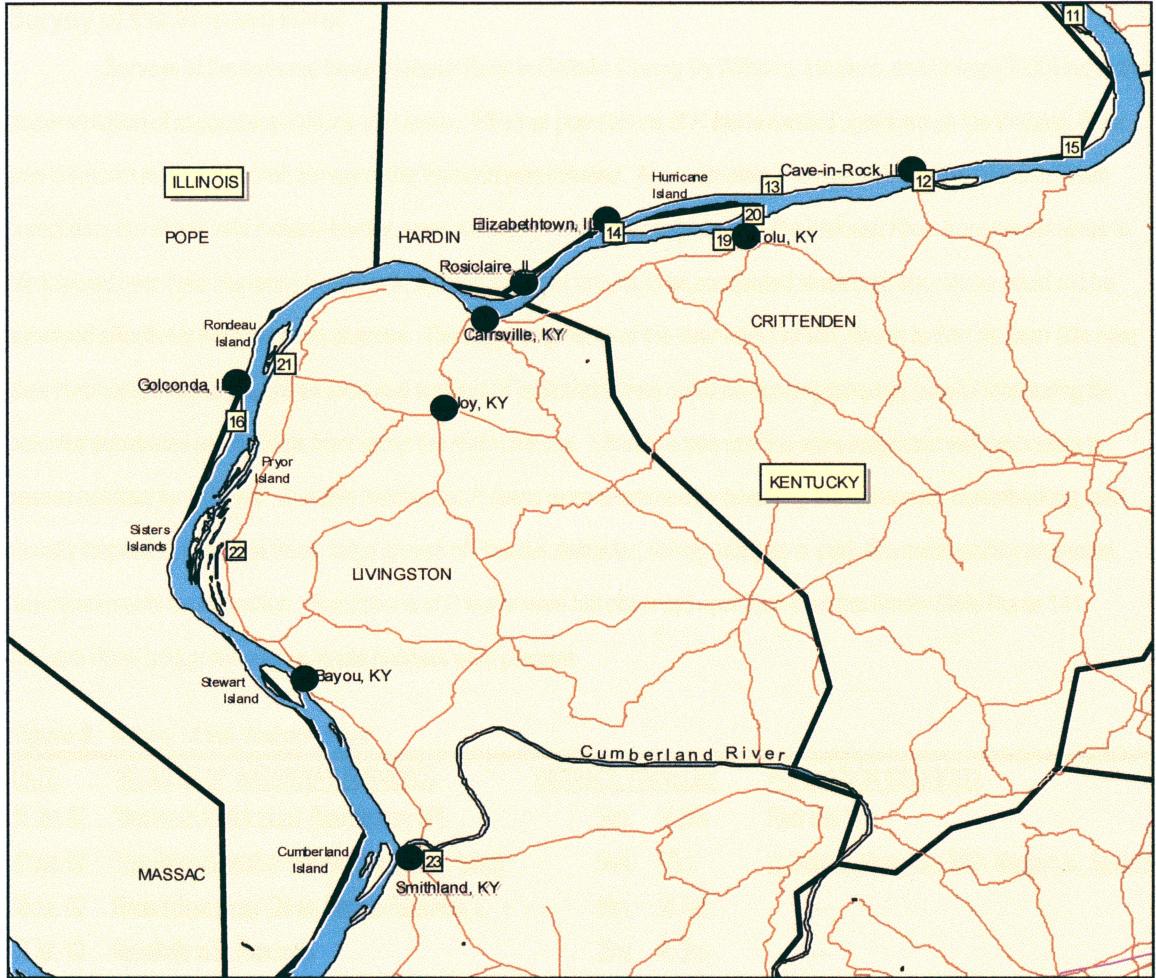 11
15
ILLINOIS
Cave-in-Rock, Il
12
Hurricane
Island
13
POPE
HARDIN
Elizabethtown, Il
14
20
19
Tolu, KY
Rosiclaire, IL
Rondeau
Island
Carrsville, KY
CRITTENDEN
21
Golconda, Il
Joy, KY
16
Pryor
Island
KENTUCKY
Sisters
Islands
22
LIVINGSTON
Stewart
Island
Bayou, KY
Cumberland River
Cumberland
Island
23
MASSAC
Smithland, KY